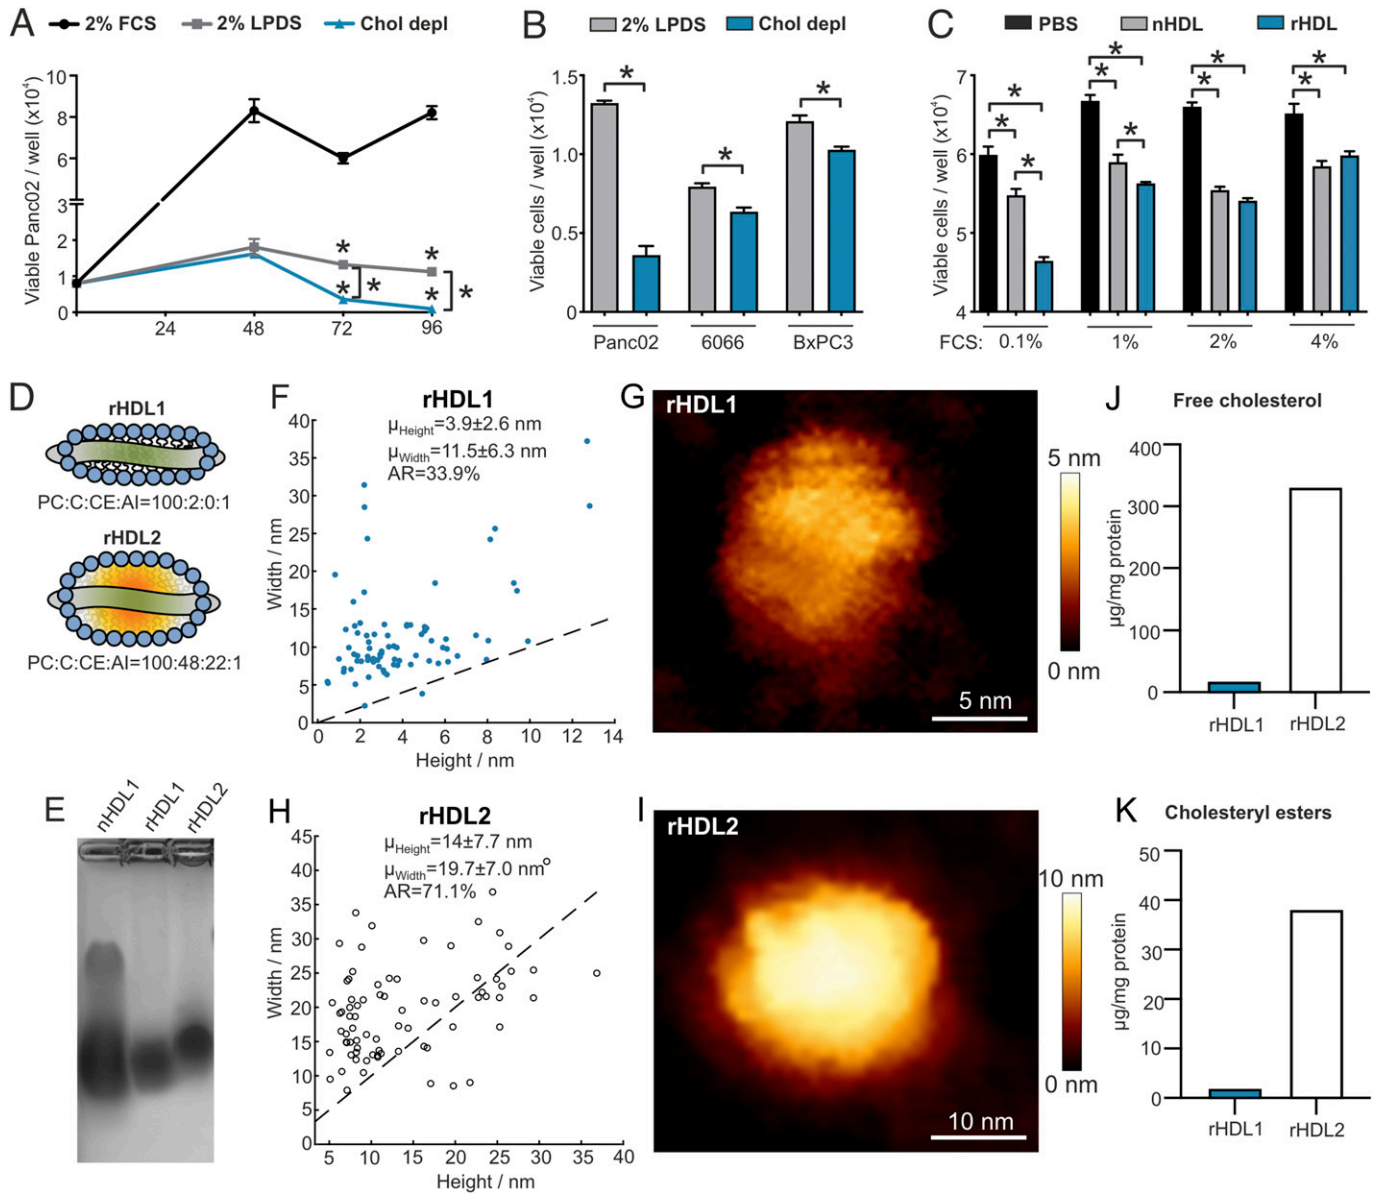 A
2% FCS
2% LPDS
Chol depl
Viable Panc02 / well (x10⁴)
10
8
6
3
2
1
0
24
48
72
96
*
*
*
*
*
*
B
2% LPDS
Chol depl
Viable cells / well (x10⁴)
1.5
1.0
0.5
0
*
*
*
Panc02
6066
BxPC3
C
PBS
nHDL
rHDL
Viable cells / well (x10⁴)
7
6
5
4
*
*
*
*
*
*
*
*
*
*
FCS:
0.1%
1%
2%
4%
D
rHDL1
PC:C:CE:AI=100:2:0:1
rHDL2
PC:C:CE:AI=100:48:22:1
E
nHDL1
rHDL1
rHDL2
F
rHDL1
μHeight=3.9±2.6 nm
μWidth=11.5±6.3 nm
AR=33.9%
Width / nm
40
35
30
25
20
15
10
5
0
0
2
4
6
8
10
12
14
Height / nm
G
rHDL1
5 nm
5 nm
0 nm
H
rHDL2
μHeight=14±7.7 nm
μWidth=19.7±7.0 nm
AR=71.1%
Width / nm
45
40
35
30
25
20
15
10
5
0
5
10
15
20
25
30
35
40
Height / nm
I
rHDL2
10 nm
10 nm
0 nm
J
Free cholesterol
μg/mg protein
400
300
200
100
0
rHDL1
rHDL2
K
Cholesteryl esters
μg/mg protein
50
40
30
20
10
0
rHDL1
rHDL2